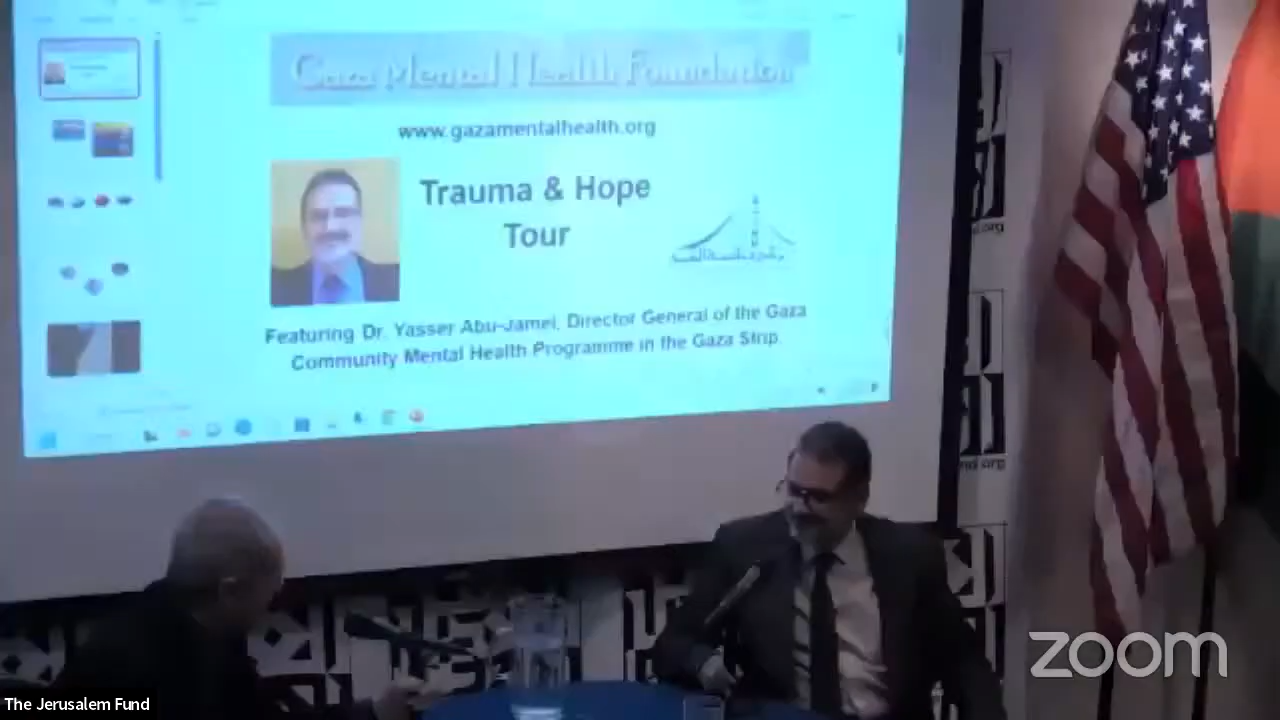 Gaza Mental Health Foundation
www.gazamentalhealth.org
Trauma & Hope
Tour
Featuring Dr. Yasser Abu-Jamei, Director General of the Gaza
Community Mental Health Programme in the Gaza Strip.
The Jerusalem Fund
zoom